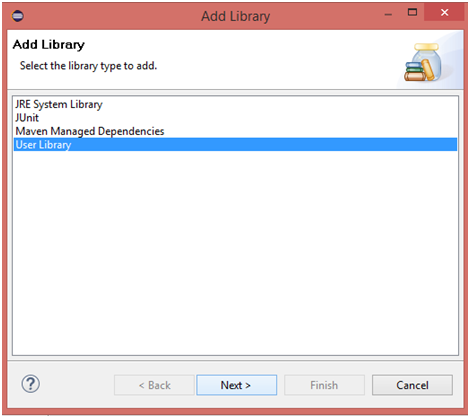 Add Library
Add Library
Select the library type to add.
JRE System Library
JUnit
Maven Managed Dependencies
User Library
?
< Back
Next >
Finish
Cancel